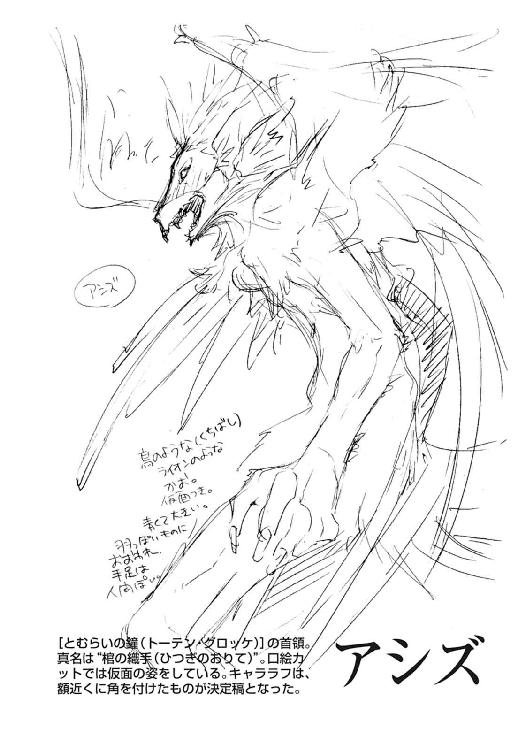 アシズ
鳥のような(くちばし)
ライオンのような
かお。
仮面つき。
青くて大きい。
羽っぽいものに
おおわれ、
手足は
人間ぽい。
[とむらいの鐘(トーテン・グロッケ)]の首領。
真名は“棺の織手(ひつぎのおりて)”。口絵カ
ットでは仮面の姿をしている。キャララフは、
額近くに角を付けたものが決定稿となった。
アシズ